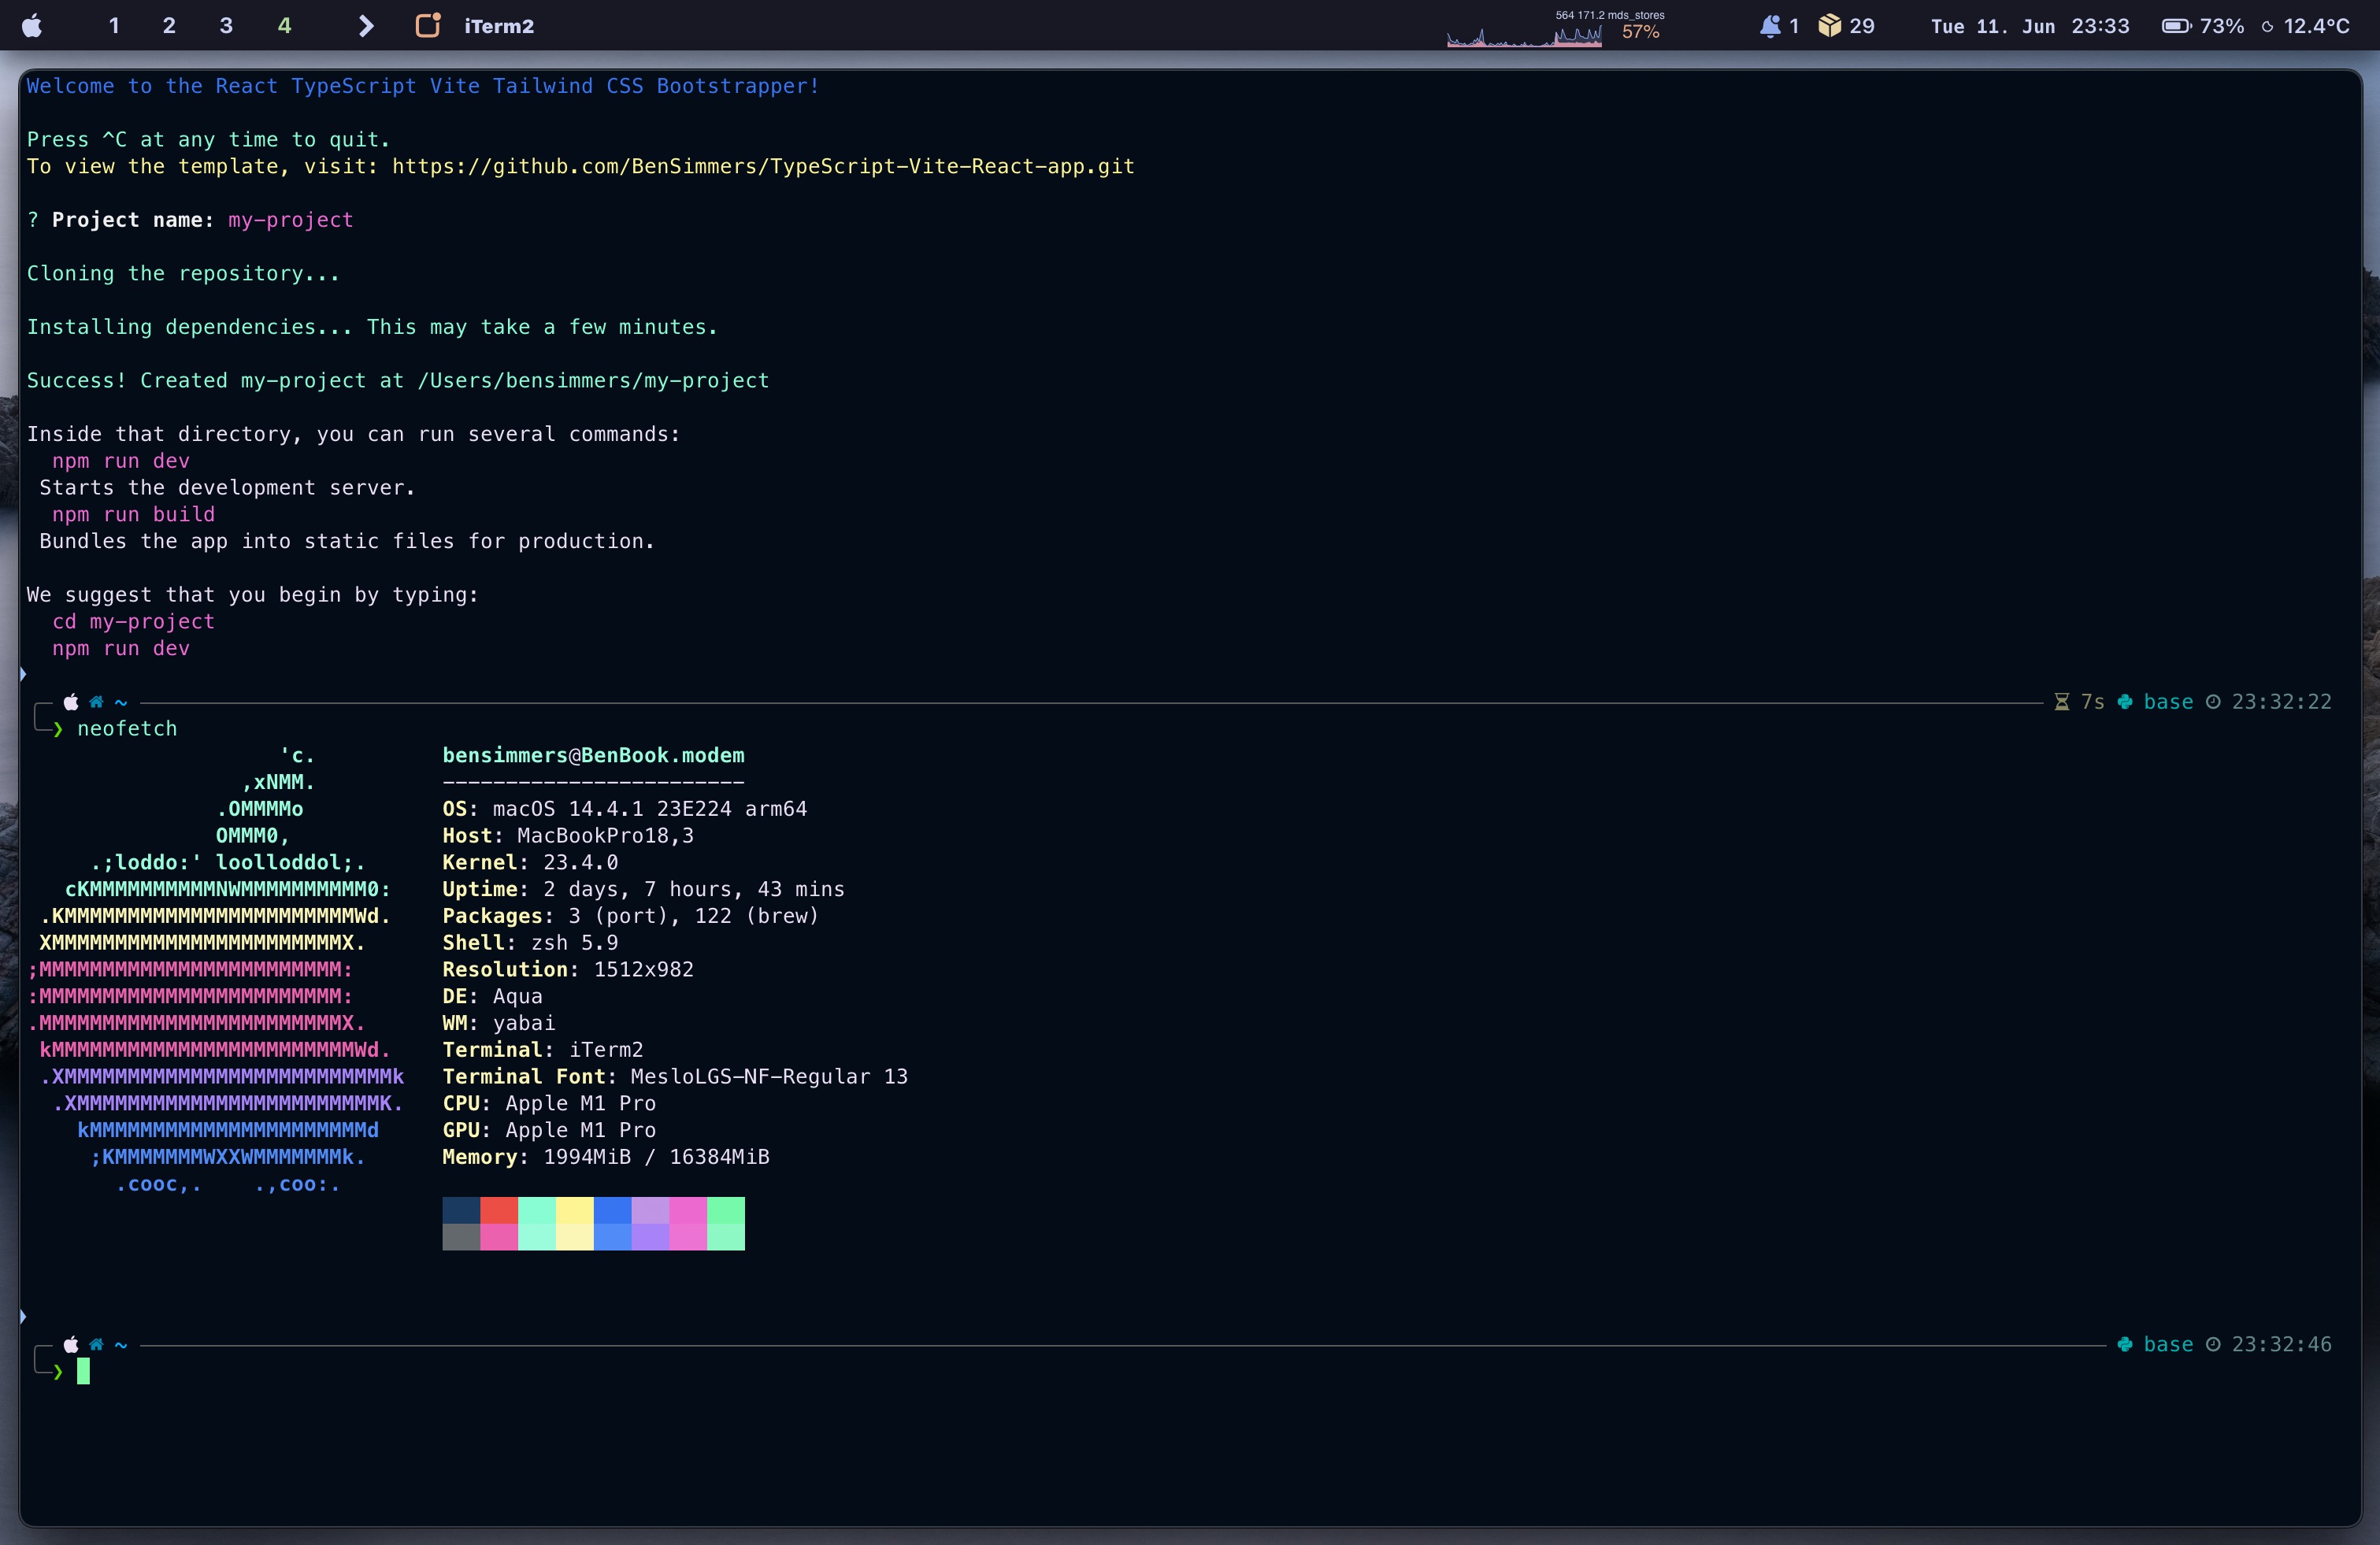 1 2 3 4 iTerm2 564 171.2 mds_stores 57% 1 29 Tue 11. Jun 23:33 73% 12.4°C
Welcome to the React TypeScript Vite Tailwind CSS Bootstrapper!
Press ^C at any time to quit.
To view the template, visit: https://github.com/BenSimmers/TypeScript-Vite-React-app.git
? Project name: my-project
Cloning the repository...
Installing dependencies... This may take a few minutes.
Success! Created my-project at /Users/bensimmers/my-project
Inside that directory, you can run several commands:
npm run dev
Starts the development server.
npm run build
Bundles the app into static files for production.
We suggest that you begin by typing:
cd my-project
npm run dev
~ 7s base 23:32:22
❯ neofetch
'c. bensimmers@BenBook.modem
,xNMM. ------------------------
.OMMMMo OS: macOS 14.4.1 23E224 arm64
OMMM0, Host: MacBookPro18,3
.;loddo:' loolloddol;. Kernel: 23.4.0
cKMMMMMMMMMMNWMMMMMMMMMM0: Uptime: 2 days, 7 hours, 43 mins
.KMMMMMMMMMMMMMMMMMMMMMMMWd. Packages: 3 (port), 122 (brew)
XMMMMMMMMMMMMMMMMMMMMMMMX. Shell: zsh 5.9
;MMMMMMMMMMMMMMMMMMMMMMMM: Resolution: 1512x982
:MMMMMMMMMMMMMMMMMMMMMMMM: DE: Aqua
.MMMMMMMMMMMMMMMMMMMMMMMMX. WM: yabai
kMMMMMMMMMMMMMMMMMMMMMMMMWd. Terminal: iTerm2
.XMMMMMMMMMMMMMMMMMMMMMMMMMMk Terminal Font: MesloLGS-NF-Regular 13
.XMMMMMMMMMMMMMMMMMMMMMMMMK. CPU: Apple M1 Pro
kMMMMMMMMMMMMMMMMMMMMMMd GPU: Apple M1 Pro
;KMMMMMMMWXXWMMMMMMMk. Memory: 1994MiB / 16384MiB
.cooc,. .,coo:.
~ base 23:32:46
❯